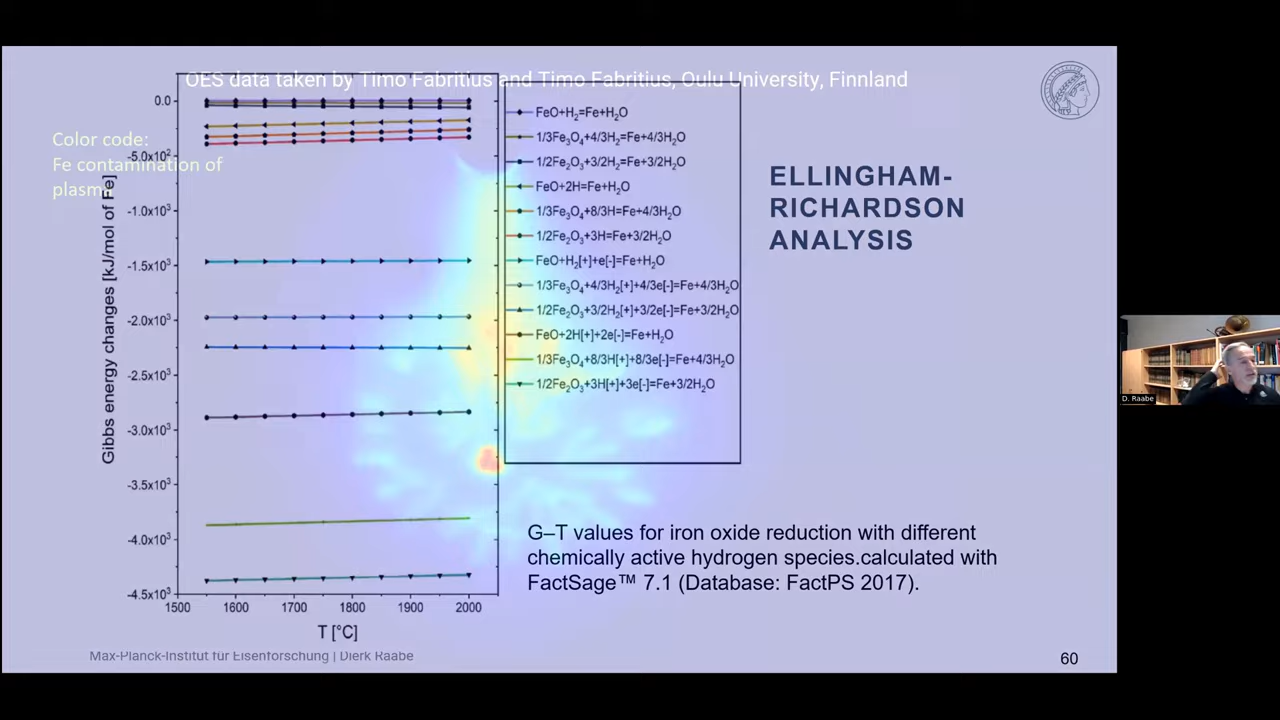 OES data taken by Timo Fabritius and Timo Fabritius, Oulu University, Finnland
Color code:
Fe contamination of
plasma
Gibbs energy changes [kJ/mol of Fe]
0.0
-5.0x10²
-1.0x10³
-1.5x10³
-2.0x10³
-2.5x10³
-3.0x10³
-3.5x10³
-4.0x10³
-4.5x10³
1500 1600 1700 1800 1900 2000
T [°C]
FeO+H₂=Fe+H₂O
1/3Fe₃O₄+4/3H₂=Fe+4/3H₂O
1/2Fe₂O₃+3/2H₂=Fe+3/2H₂O
FeO+2H=Fe+H₂O
1/3Fe₃O₄+8/3H=Fe+4/3H₂O
1/2Fe₂O₃+3H=Fe+3/2H₂O
FeO+H₂[+]+e[-]=Fe+H₂O
1/3Fe₃O₄+4/3H₂[+]+4/3e[-]=Fe+4/3H₂O
1/2Fe₂O₃+3/2H₂[+]+3/2e[-]=Fe+3/2H₂O
FeO+2H[+]+2e[-]=Fe+H₂O
1/3Fe₃O₄+8/3H[+]+8/3e[-]=Fe+4/3H₂O
1/2Fe₂O₃+3H[+]+3e[-]=Fe+3/2H₂O
ELLINGHAM-
RICHARDSON
ANALYSIS
G–T values for iron oxide reduction with different
chemically active hydrogen species.calculated with
FactSage™ 7.1 (Database: FactPS 2017).
Max-Planck-Institut für Eisenforschung | Dierk Raabe
60
D. Raabe